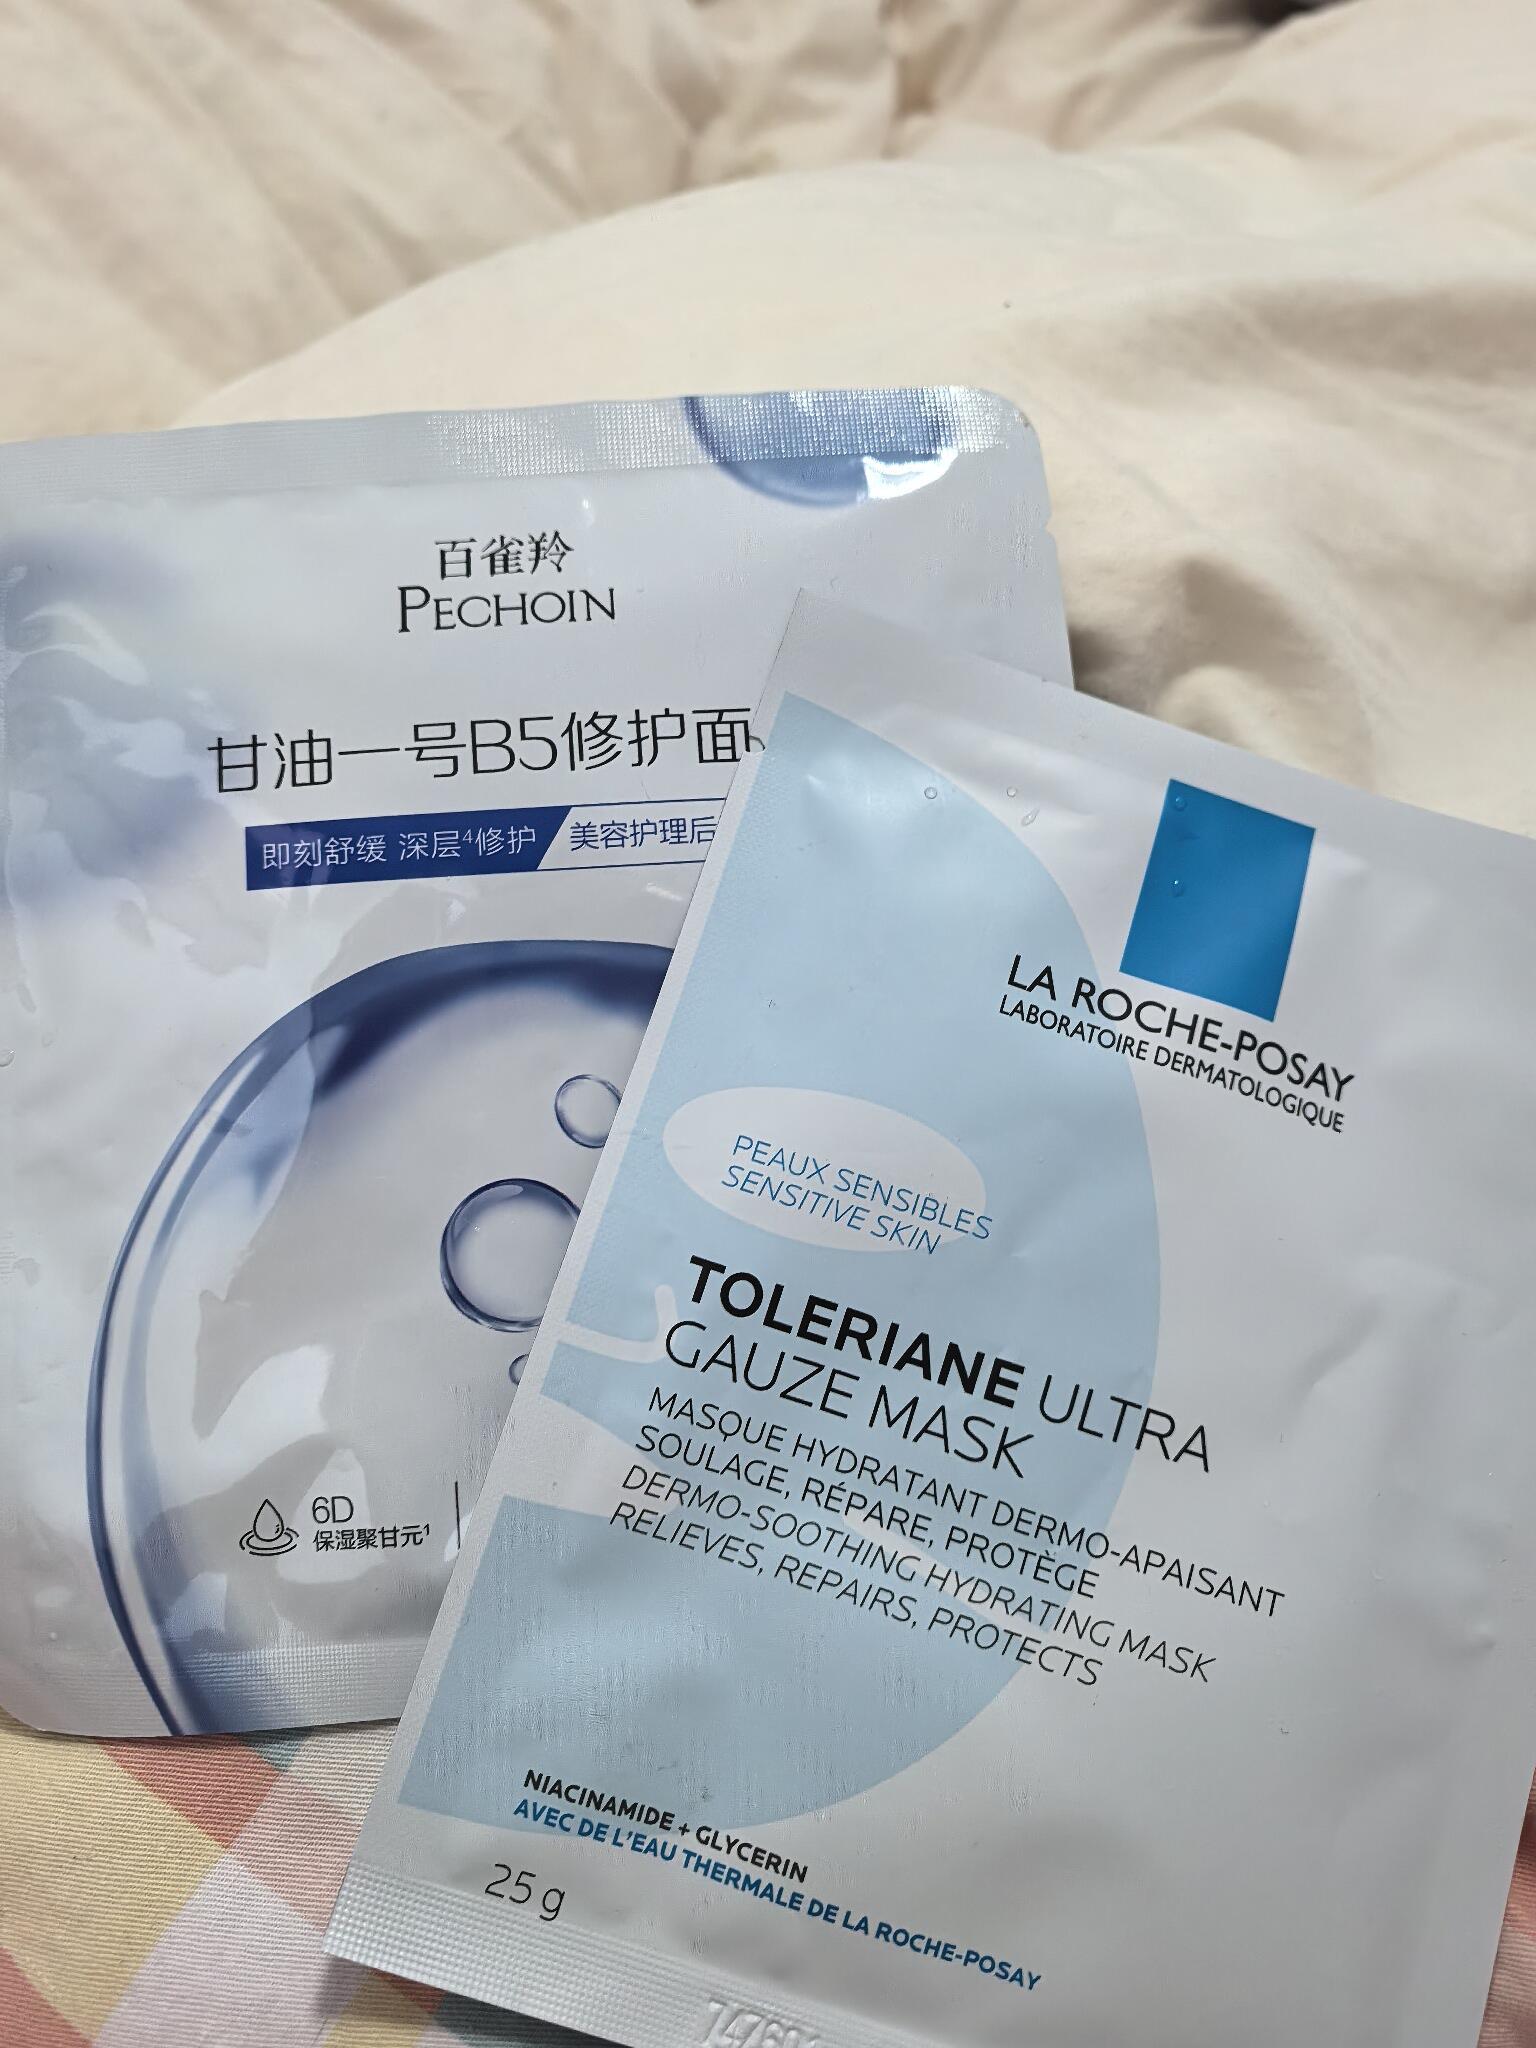 百雀羚
PECHOIN
甘油一号B5修护面
即刻舒缓 深层4修护
美容护理后
6D
保湿聚甘元1
LA ROCHE-POSAY
LABORATOIRE DERMATOLOGIQUE
PEAUX SENSIBLES
SENSITIVE SKIN
TOLERIANE ULTRA
GAUZE MASK
MASQUE HYDRATANT DERMO-APAISANT
SOULAGE, RÉPARE, PROTÈGE
DERMO-SOOTHING HYDRATING MASK
RELIEVES, REPAIRS, PROTECTS
NIACINAMIDE + GLYCERIN
AVEC DE L'EAU THERMALE DE LA ROCHE-POSAY
25 g